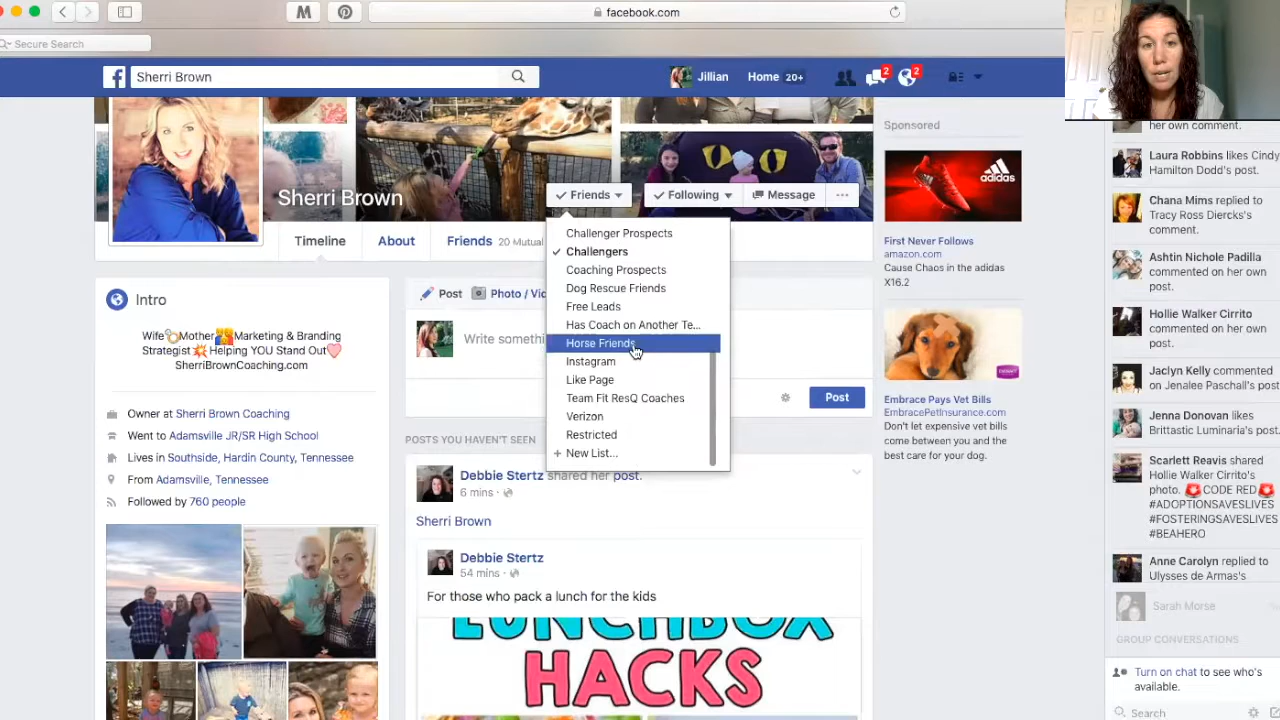 facebook.com
Secure Search
Sherri Brown
Jillian
Home 20+
2
2
Sherri Brown
Friends
Following
Message
Timeline
About
Friends 20 Mutual
Challenger Prospects
Challengers
Coaching Prospects
Dog Rescue Friends
Free Leads
Has Coach on Another Te...
Horse Friends
Instagram
Like Page
Team Fit ResQ Coaches
Verizon
Restricted
+ New List...
Intro
Wife Mother Marketing & Branding
Strategist Helping YOU Stand Out
SherriBrownCoaching.com
Owner at Sherri Brown Coaching
Went to Adamsville JR/SR High School
Lives in Southside, Hardin County, Tennessee
From Adamsville, Tennessee
Followed by 760 people
Post
Photo / Vid
Write somethi
Post
POSTS YOU HAVEN'T SEEN
Debbie Stertz shared her post.
6 mins ·
Sherri Brown
Debbie Stertz
54 mins ·
For those who pack a lunch for the kids
LUNCHBOX
HACKS
Sponsored
adidas
First Never Follows
amazon.com
Cause Chaos in the adidas
X16.2
Embrace Pays Vet Bills
EmbracePetInsurance.com
Don't let expensive vet bills
come between you and the
best care for your dog.
her own comment.
Laura Robbins likes Cindy
Hamilton Dodd's post.
Chana Mims replied to
Tracy Ross Diercks's
comment.
Ashtin Nichole Padilla
commented on her own
post.
Hollie Walker Cirrito
commented on her own
post.
Jaclyn Kelly commented
on Jenalee Paschall's post
Jenna Donovan likes
Brittastic Luminaria's post.
Scarlett Reavis shared
Hollie Walker Cirrito's
photo. CODE RED
#ADOPTIONSAVESLIVES
#FOSTERINGSAVESLIVES
#BEAHERO
Anne Carolyn replied to
Ulysses de Armas's
Sarah Morse
GROUP CONVERSATIONS
Turn on chat to see who's
available.
Search